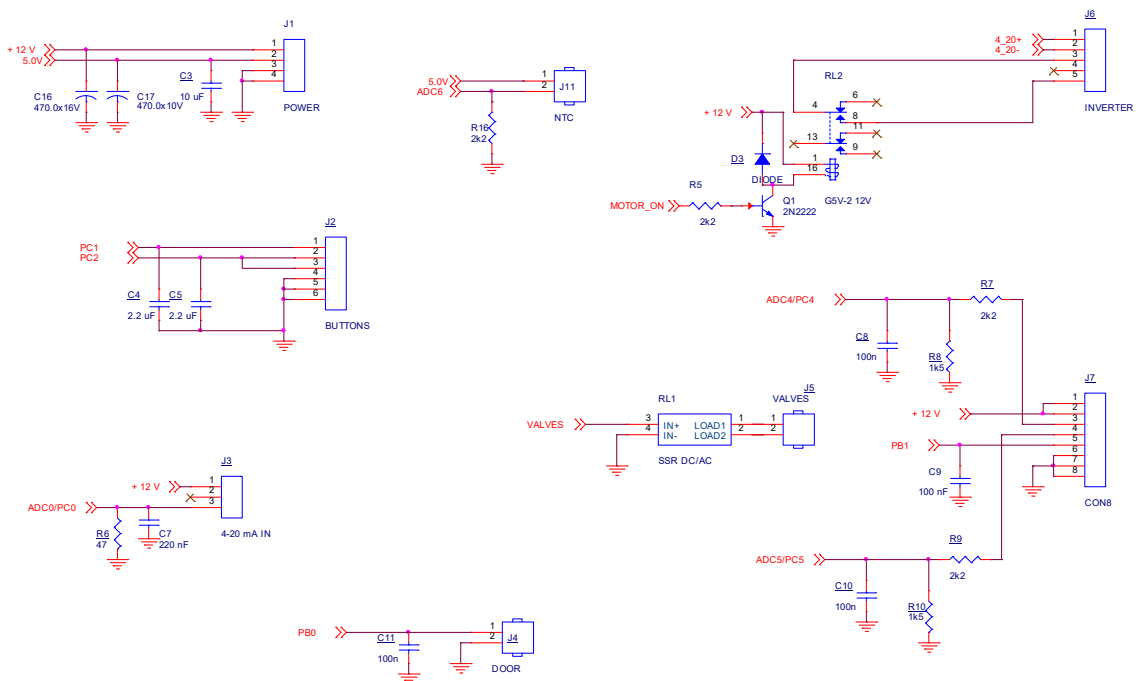 J1
+ 12 V
5.0V
1
2
3
4
C3
10 uF
C16
470.0x16V
C17
470.0x10V
POWER
5.0V
ADC6
1
2
J11
NTC
R16
2k2
J6
4_20+
4_20-
1
2
3
4
5
INVERTER
RL2
4
6
8
11
13
9
1
16
G5V-2 12V
+ 12 V
D3
DIODE
R5
2k2
MOTOR_ON
Q1
2N2222
J2
PC1
PC2
1
2
3
4
5
6
C4
2.2 uF
C5
2.2 uF
BUTTONS
ADC4/PC4
R7
2k2
C8
100n
R8
1k5
J7
1
2
3
4
5
6
7
8
CON8
+ 12 V
PB1
C9
100 nF
RL1
VALVES
3
4
IN+
IN-
LOAD1
LOAD2
1
2
SSR DC/AC
J5
VALVES
1
2
J3
+ 12 V
1
2
3
ADC0/PC0
R6
47
C7
220 nF
4-20 mA IN
ADC5/PC5
R9
2k2
C10
100n
R10
1k5
PB0
C11
100n
1
2
J4
DOOR